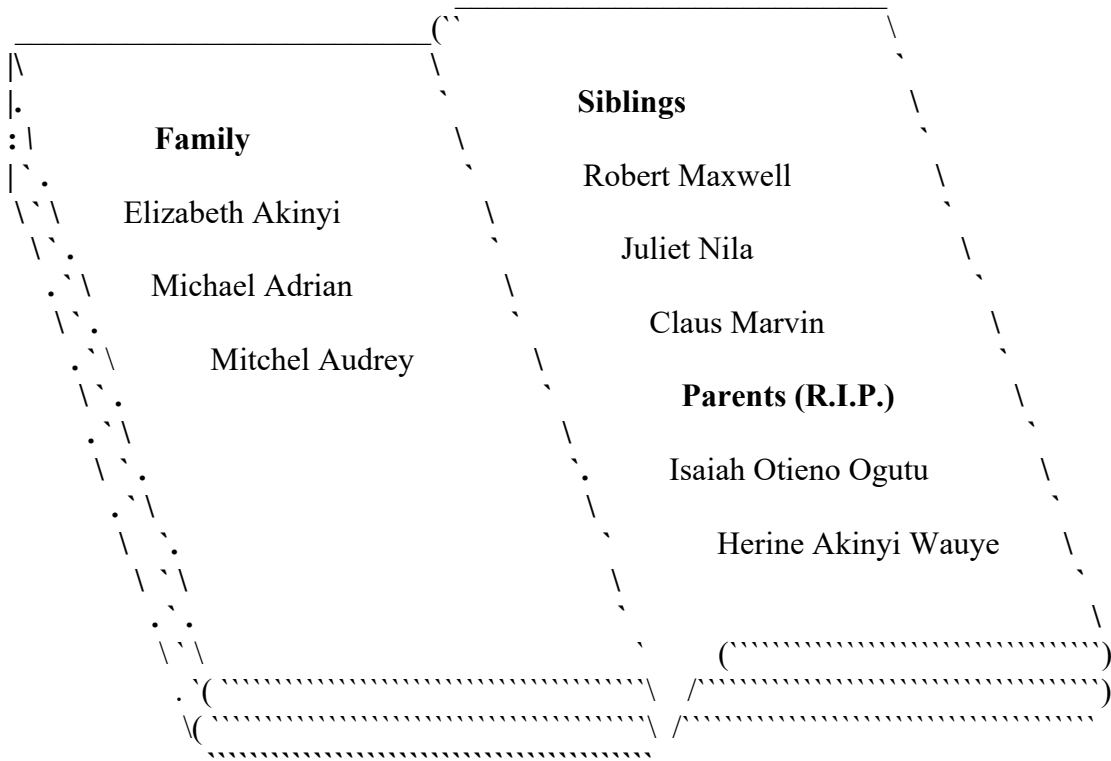 Family
Elizabeth Akinyi
Michael Adrian
Mitchel Audrey
Siblings
Robert Maxwell
Juliet Nila
Claus Marvin
Parents (R.I.P.)
Isaiah Otieno Ogutu
Herine Akinyi Wauye